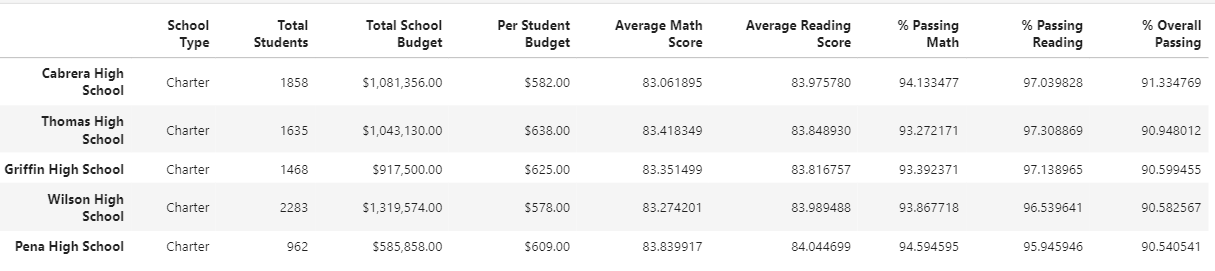 School Type Total Students Total School Budget Per Student Budget Average Math Score Average Reading Score % Passing Math % Passing Reading % Overall Passing
Cabrera High School Charter 1858 $1,081,356.00 $582.00 83.061895 83.975780 94.133477 97.039828 91.334769
Thomas High School Charter 1635 $1,043,130.00 $638.00 83.418349 83.848930 93.272171 97.308869 90.948012
Griffin High School Charter 1468 $917,500.00 $625.00 83.351499 83.816757 93.392371 97.138965 90.599455
Wilson High School Charter 2283 $1,319,574.00 $578.00 83.274201 83.989488 93.867718 96.539641 90.582567
Pena High School Charter 962 $585,858.00 $609.00 83.839917 84.044699 94.594595 95.945946 90.540541